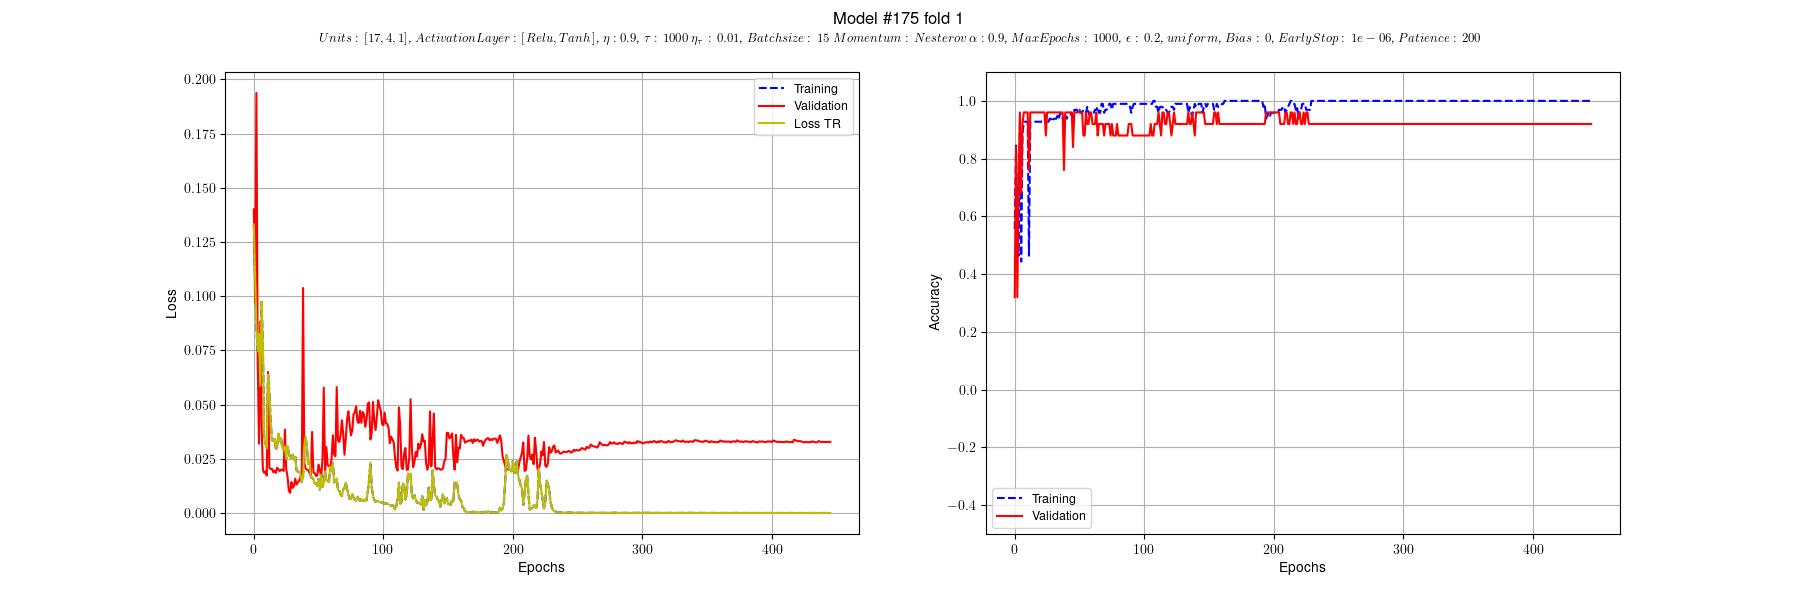 Model #175 fold 1
Units : [17, 4, 1], ActivationLayer : [Relu, Tanh], η : 0.9, τ : 1000 ητ : 0.01, Batchsize : 15 Momentum : Nesterov α : 0.9, MaxEpochs : 1000, ϵ : 0.2, uniform, Bias : 0, EarlyStop : 1e − 06, Patience : 200
0.200
0.175
0.150
0.125
0.100
0.075
0.050
0.025
0.000
Loss
Training
Validation
Loss TR
0 100 200 300 400
Epochs
1.0
0.8
0.6
0.4
0.2
0.0
−0.2
−0.4
Accuracy
Training
Validation
0 100 200 300 400
Epochs